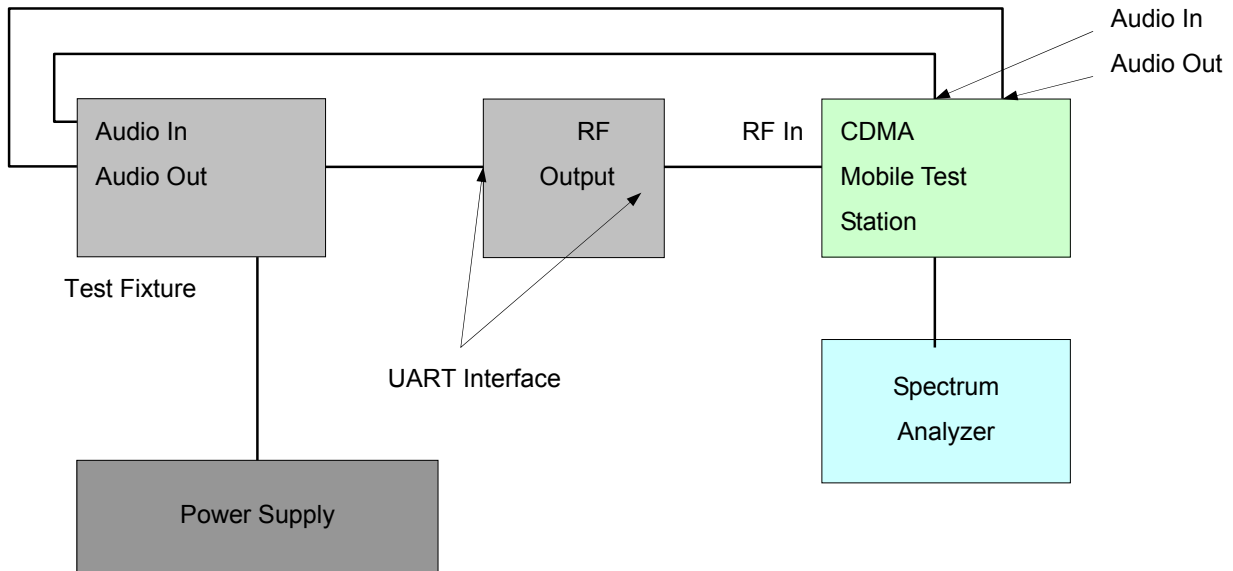 Audio In
Audio Out
Audio In
Audio Out
RF
Output
RF In
CDMA
Mobile Test
Station
Test Fixture
UART Interface
Spectrum
Analyzer
Power Supply